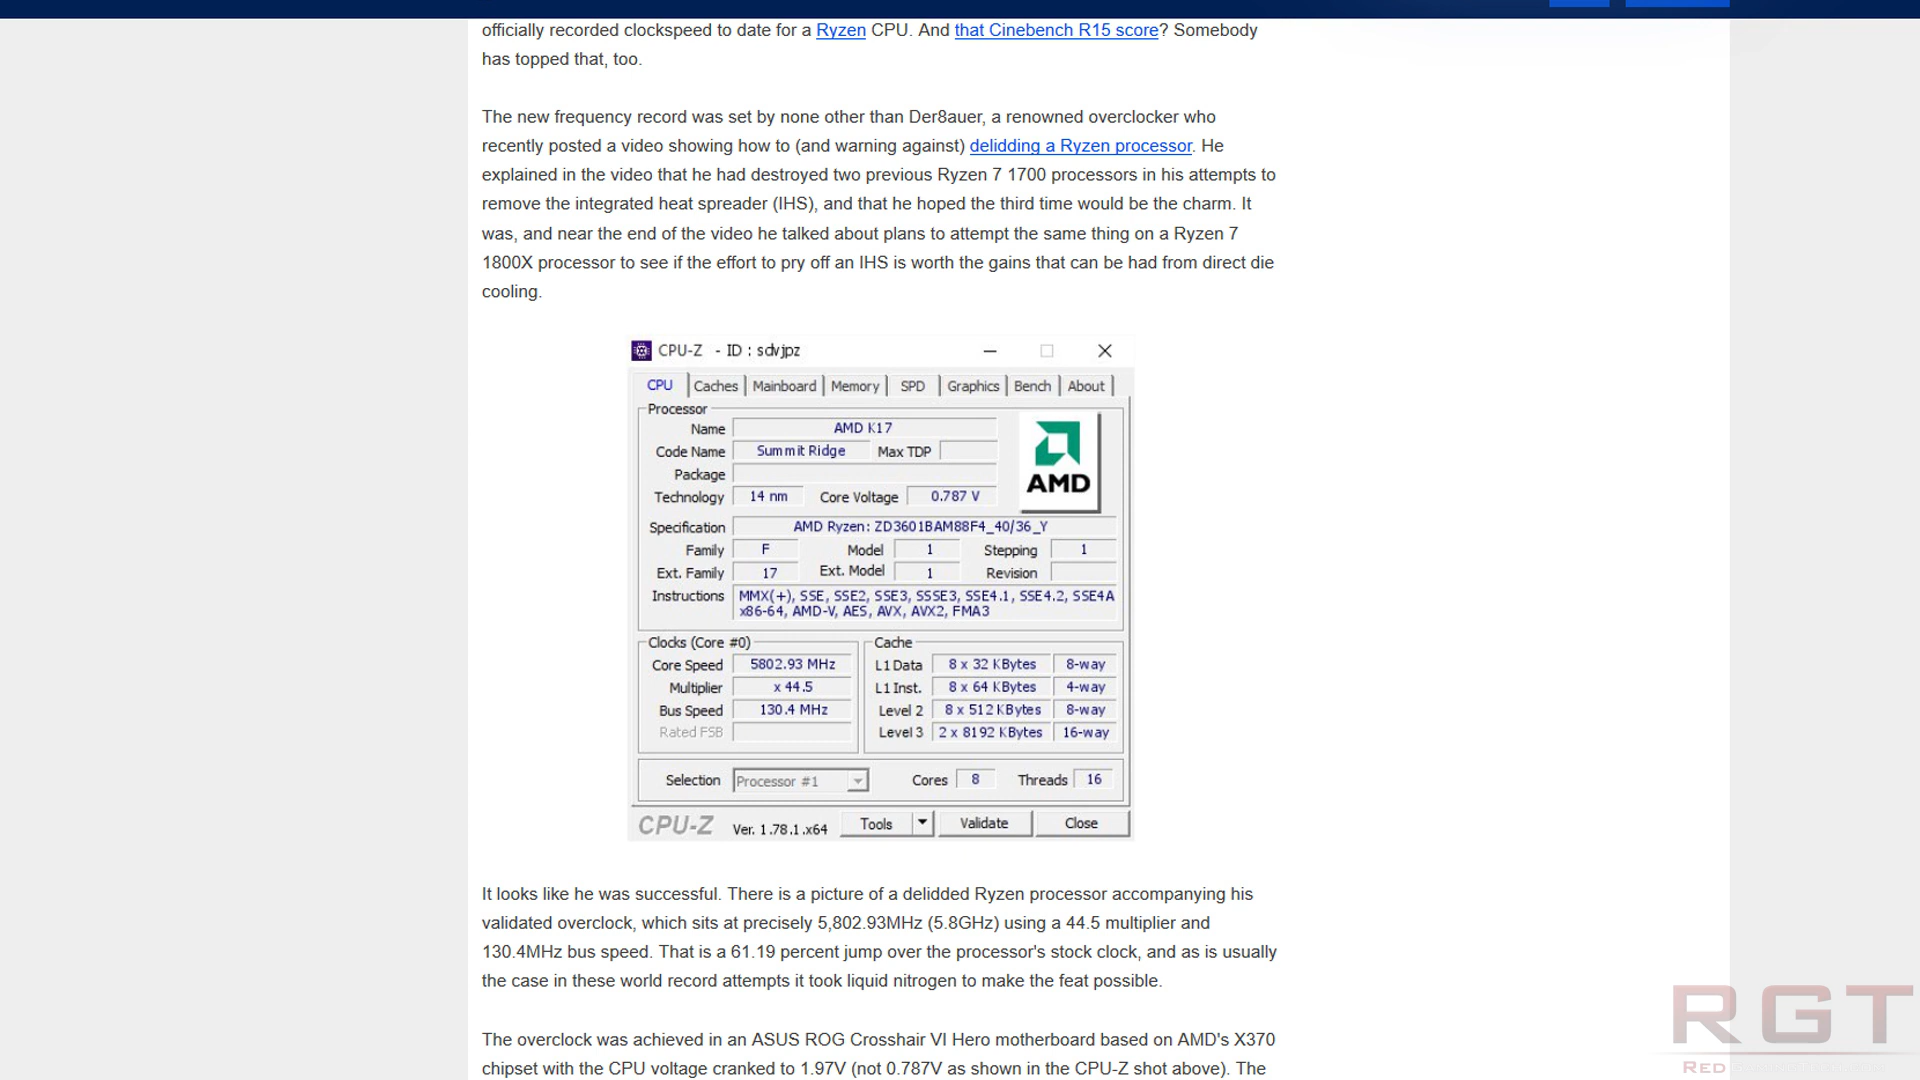 officially recorded clockspeed to date for a Ryzen CPU. And that Cinebench R15 score? Somebody
has topped that, too.
The new frequency record was set by none other than Der8auer, a renowned overclocker who
recently posted a video showing how to (and warning against) delidding a Ryzen processor. He
explained in the video that he had destroyed two previous Ryzen 7 1700 processors in his attempts to
remove the integrated heat spreader (IHS), and that he hoped the third time would be the charm. It
was, and near the end of the video he talked about plans to attempt the same thing on a Ryzen 7
1800X processor to see if the effort to pry off an IHS is worth the gains that can be had from direct die
cooling.
CPU-Z - ID : sdvjpz
CPU Caches Mainboard Memory SPD Graphics Bench About
Processor
Name AMD K17
Code Name Summit Ridge Max TDP
Package
Technology 14 nm Core Voltage 0.787 V
AMD
Specification AMD Ryzen: ZD3601BAM88F4_40/36_Y
Family F Model 1 Stepping 1
Ext. Family 17 Ext. Model 1 Revision
Instructions MMX(+), SSE, SSE2, SSE3, SSSE3, SSE4.1, SSE4.2, SSE4A
x86-64, AMD-V, AES, AVX, AVX2, FMA3
Clocks (Core #0)
Core Speed 5802.93 MHz
Multiplier x 44.5
Bus Speed 130.4 MHz
Rated FSB
Cache
L1 Data 8 x 32 KBytes 8-way
L1 Inst. 8 x 64 KBytes 4-way
Level 2 8 x 512 KBytes 8-way
Level 3 2 x 8192 KBytes 16-way
Selection Processor #1 Cores 8 Threads 16
CPU-Z Ver. 1.78.1.x64 Tools Validate Close
It looks like he was successful. There is a picture of a delidded Ryzen processor accompanying his
validated overclock, which sits at precisely 5,802.93MHz (5.8GHz) using a 44.5 multiplier and
130.4MHz bus speed. That is a 61.19 percent jump over the processor's stock clock, and as is usually
the case in these world record attempts it took liquid nitrogen to make the feat possible.
The overclock was achieved in an ASUS ROG Crosshair VI Hero motherboard based on AMD's X370
chipset with the CPU voltage cranked to 1.97V (not 0.787V as shown in the CPU-Z shot above). The
RGT
RED